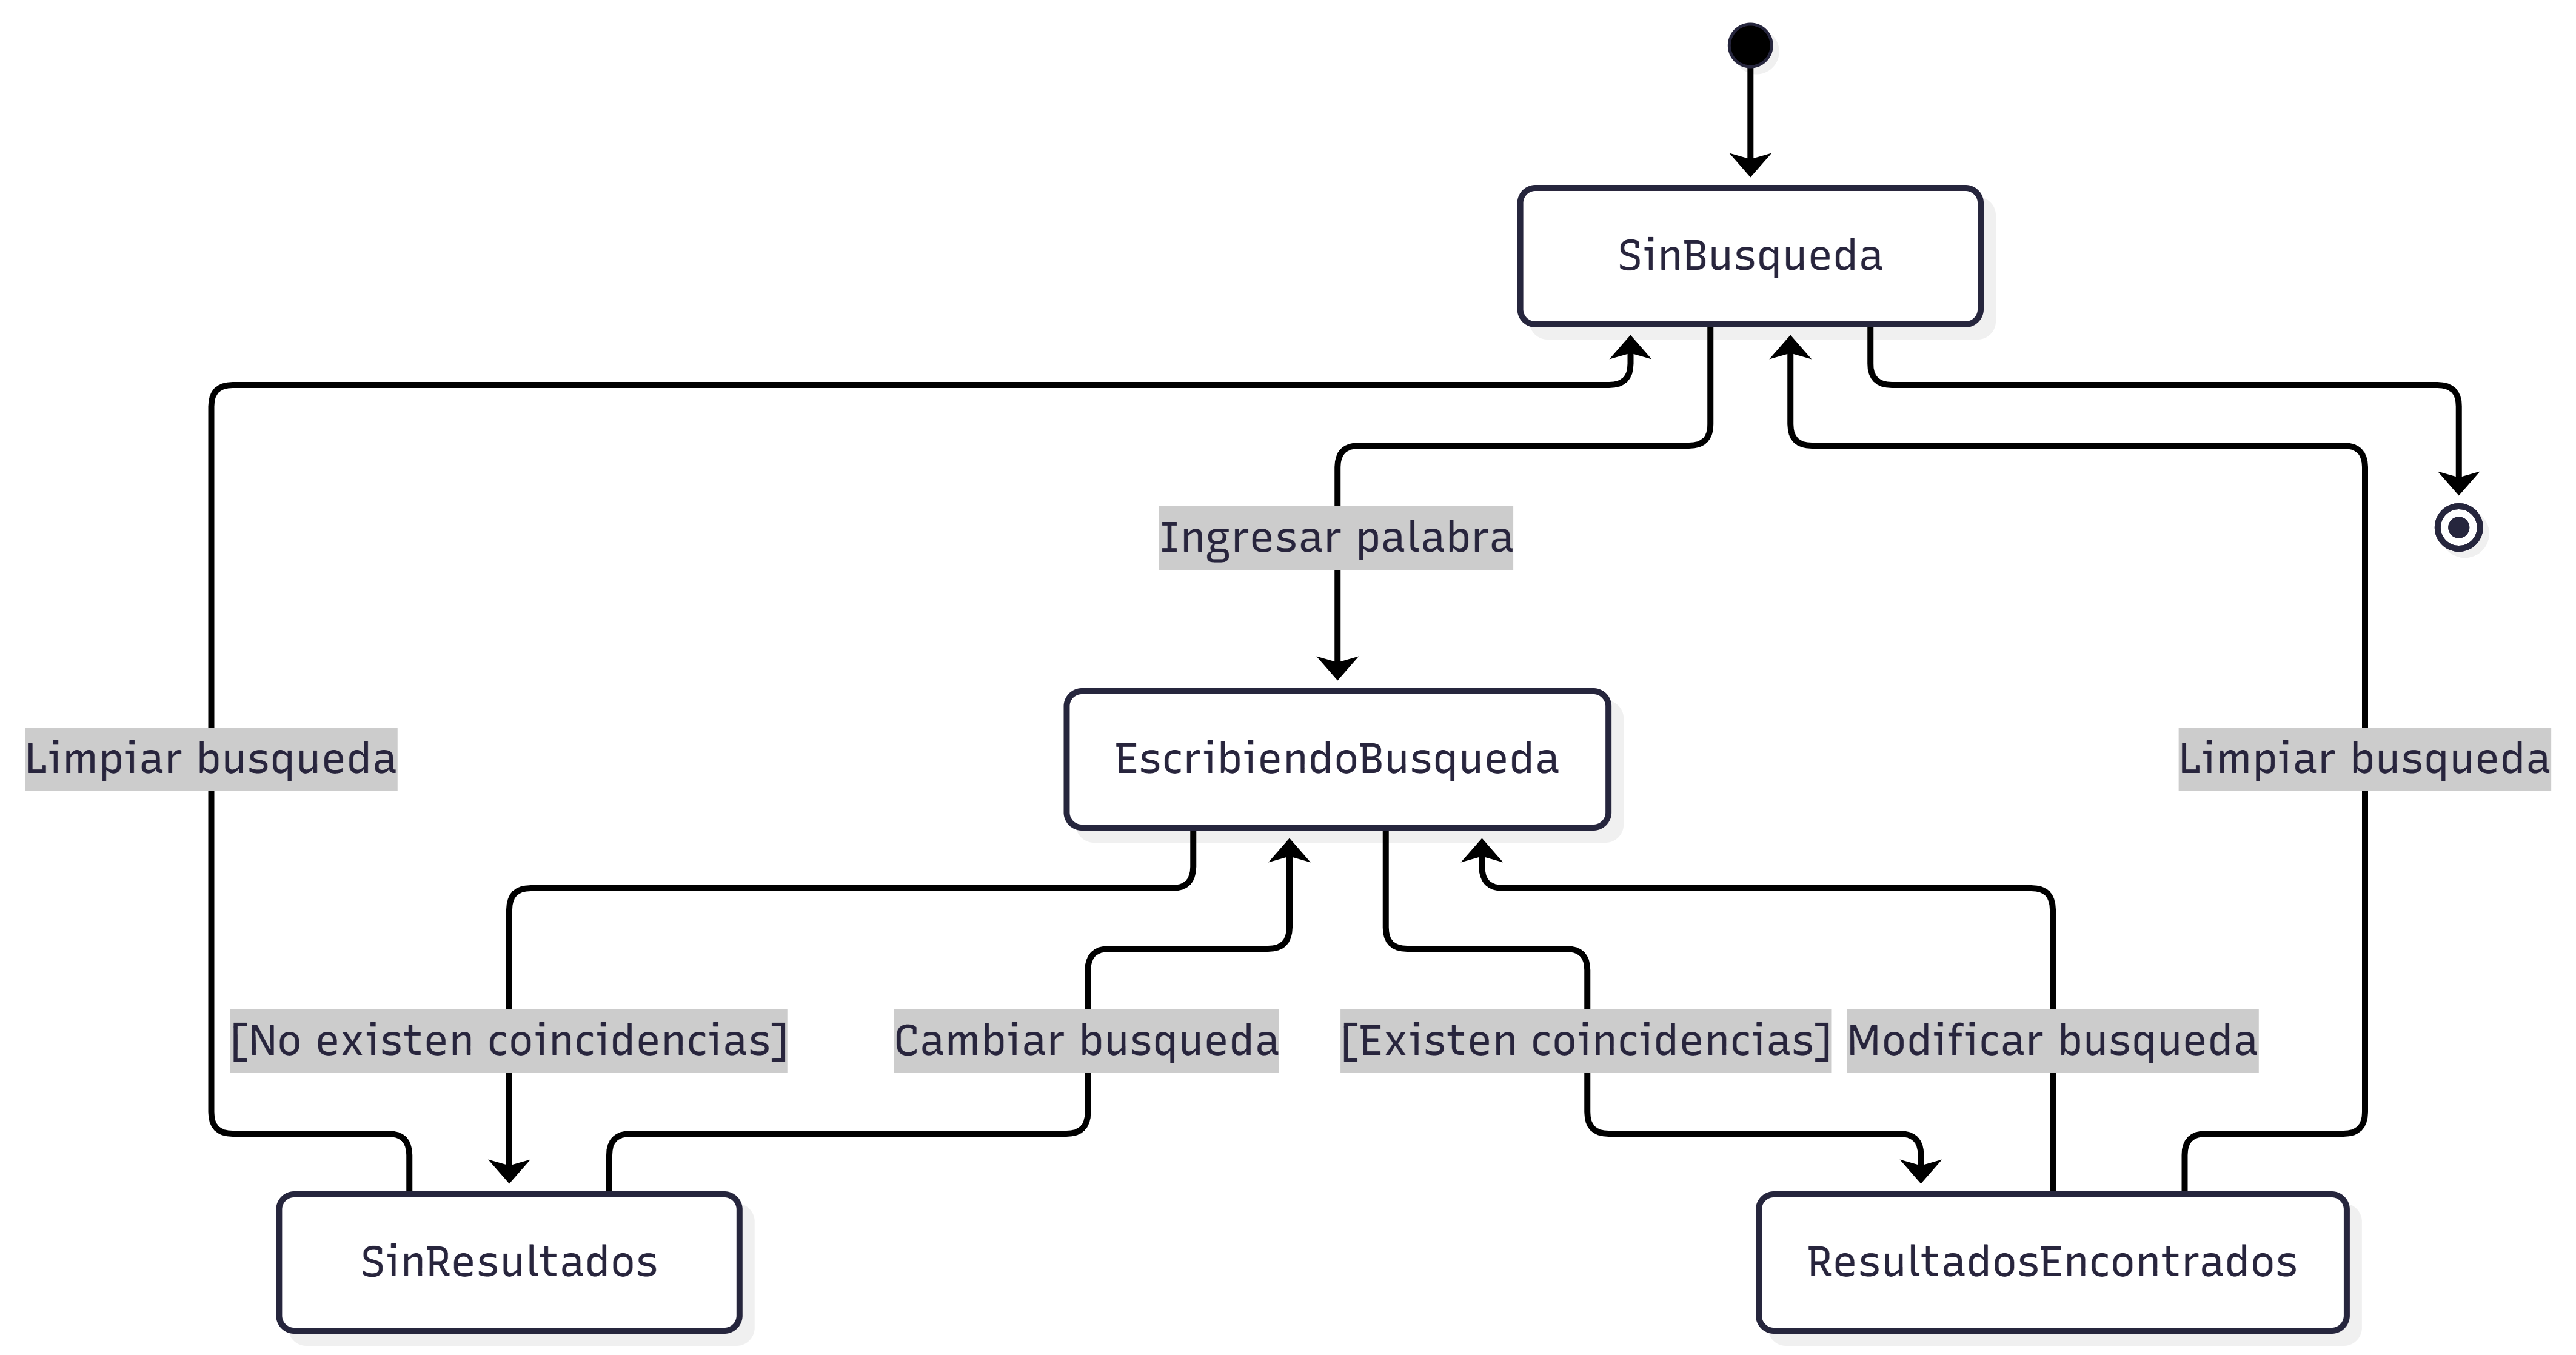 SinBusqueda
Ingresar palabra
Limpiar busqueda
EscribiendoBusqueda
Limpiar busqueda
[No existen coincidencias]
Cambiar busqueda
[Existen coincidencias]
Modificar busqueda
SinResultados
ResultadosEncontrados